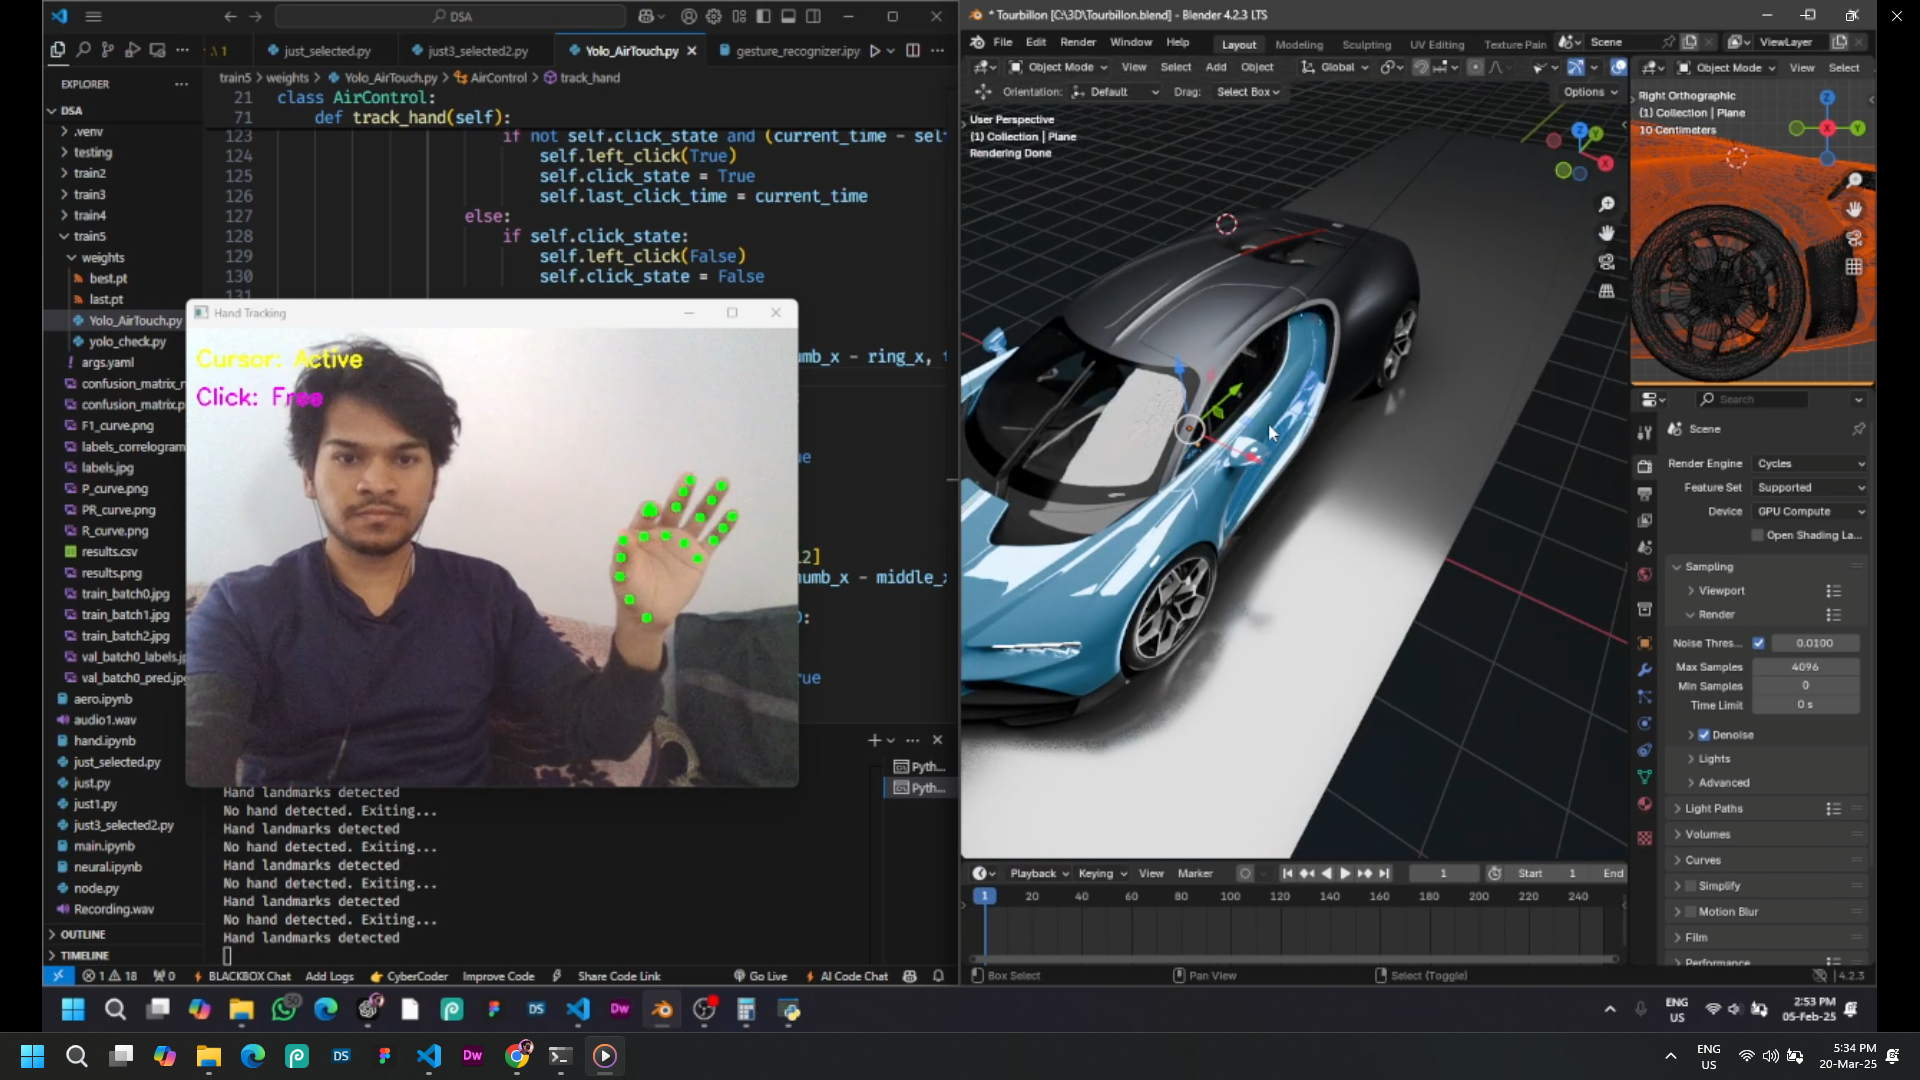 DSA
just_selected.py
just3_selected2.py
Yolo_AirTouch.py
gesture_recognizer.ipy
EXPLORER
train5 > weights > Yolo_AirTouch.py > AirControl > track_hand
DSA
.venv
testing
train2
train3
train4
train5
weights
best.pt
last.pt
Yolo_AirTouch.py
yolo_check.py
args.yaml
confusion_matrix_n
confusion_matrix.p
F1_curve.png
labels_correlogram
labels.jpg
P_curve.png
PR_curve.png
R_curve.png
results.csv
results.png
train_batch0.jpg
train_batch1.jpg
train_batch2.jpg
val_batch0_labels.jp
val_batch0_pred.jpg
aero.ipynb
audio1.wav
hand.ipynb
just_selected.py
just.py
just1.py
just3_selected2.py
main.ipynb
neural.ipynb
node.py
Recording.wav
OUTLINE
TIMELINE
21 class AirControl:
71 def track_hand(self):
123 if not self.click_state and (current_time - sel
124 self.left_click(True)
125 self.click_state = True
126 self.last_click_time = current_time
127 else:
128 if self.click_state:
129 self.left_click(False)
130 self.click_state = False
131
umb_x - ring_x,
2]
umb_x - middle_x
rue
Hand Tracking
Cursor: Active
Click: Free
Pyth...
Pyth...
Hand landmarks detected
No hand detected. Exiting...
Hand landmarks detected
No hand detected. Exiting...
Hand landmarks detected
No hand detected. Exiting...
Hand landmarks detected
No hand detected. Exiting...
Hand landmarks detected
1 18 0 BLACKBOX Chat Add Logs CyberCoder Improve Code Share Code Link Go Live AI Code Chat
* Tourbillon [C:\3D\Tourbillon.blend] - Blender 4.2.3 LTS
File Edit Render Window Help Layout Modeling Sculpting UV Editing Texture Pain Scene ViewLayer
Object Mode View Select Add Object Global
Orientation: Default Drag: Select Box Options
User Perspective
(1) Collection | Plane
Rendering Done
Object Mode View Select
Right Orthographic
(1) Collection | Plane
10 Centimeters
Search
Scene
Render Engine Cycles
Feature Set Supported
Device GPU Compute
Open Shading La...
Sampling
Viewport
Render
Noise Thres... 0.0100
Max Samples 4096
Min Samples 0
Time Limit 0 s
Denoise
Lights
Advanced
Light Paths
Volumes
Curves
Simplify
Motion Blur
Film
Performance
Playback Keying View Marker 1 Start 1 End
1 20 40 60 80 100 120 140 160 180 200 220 240
Box Select Pan View Select (Toggle) 4.2.3
ENG
US
2:53 PM
05-Feb-25
ENG
US
5:34 PM
20-Mar-25